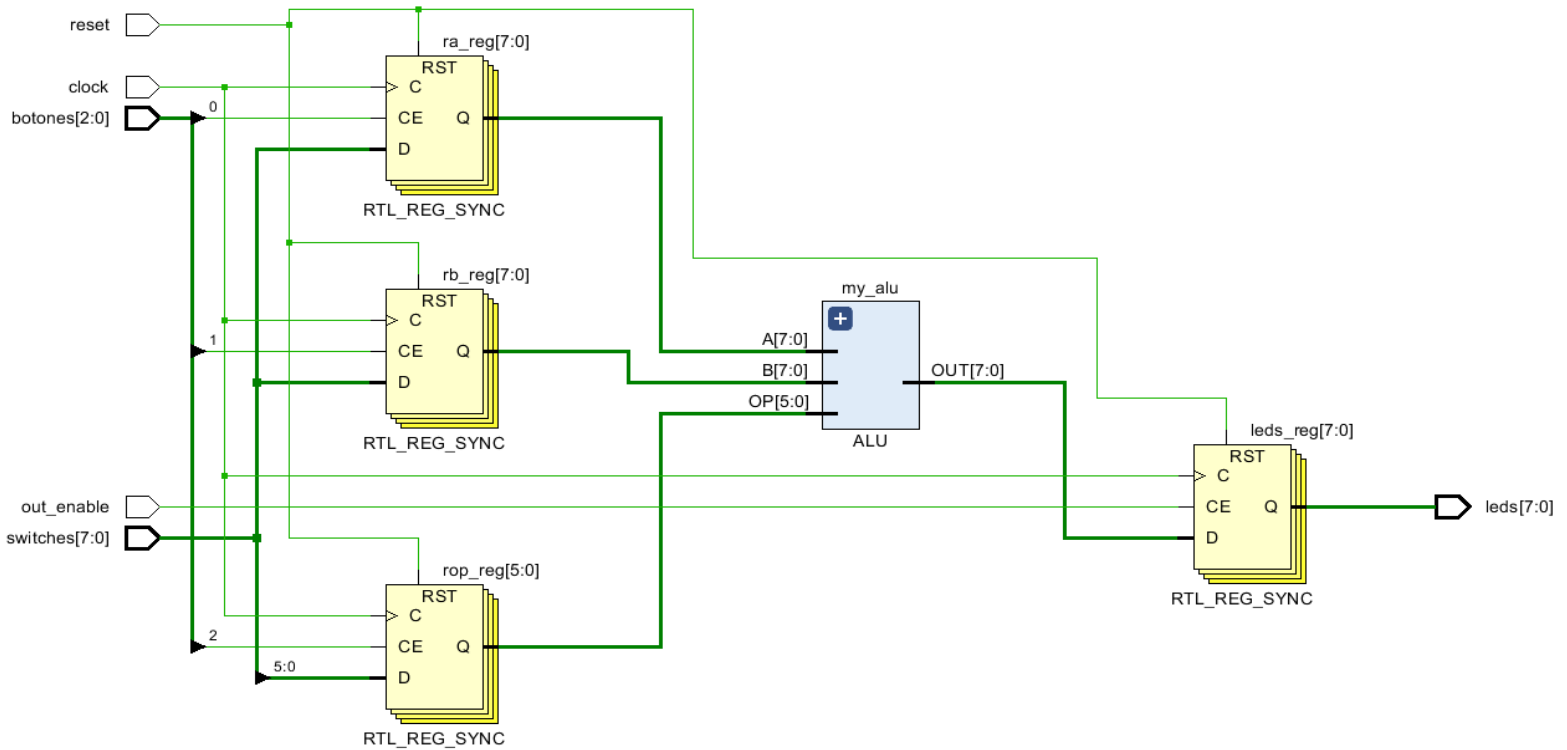 reset
clock
botones[2:0]
0
ra_reg[7:0]
RST
C
CE
Q
D
RTL_REG_SYNC
1
rb_reg[7:0]
RST
C
CE
Q
D
RTL_REG_SYNC
out_enable
switches[7:0]
2
5:0
rop_reg[5:0]
RST
C
CE
Q
D
RTL_REG_SYNC
my_alu
+
A[7:0]
B[7:0]
OP[5:0]
OUT[7:0]
ALU
leds_reg[7:0]
RST
C
CE
Q
D
RTL_REG_SYNC
leds[7:0]